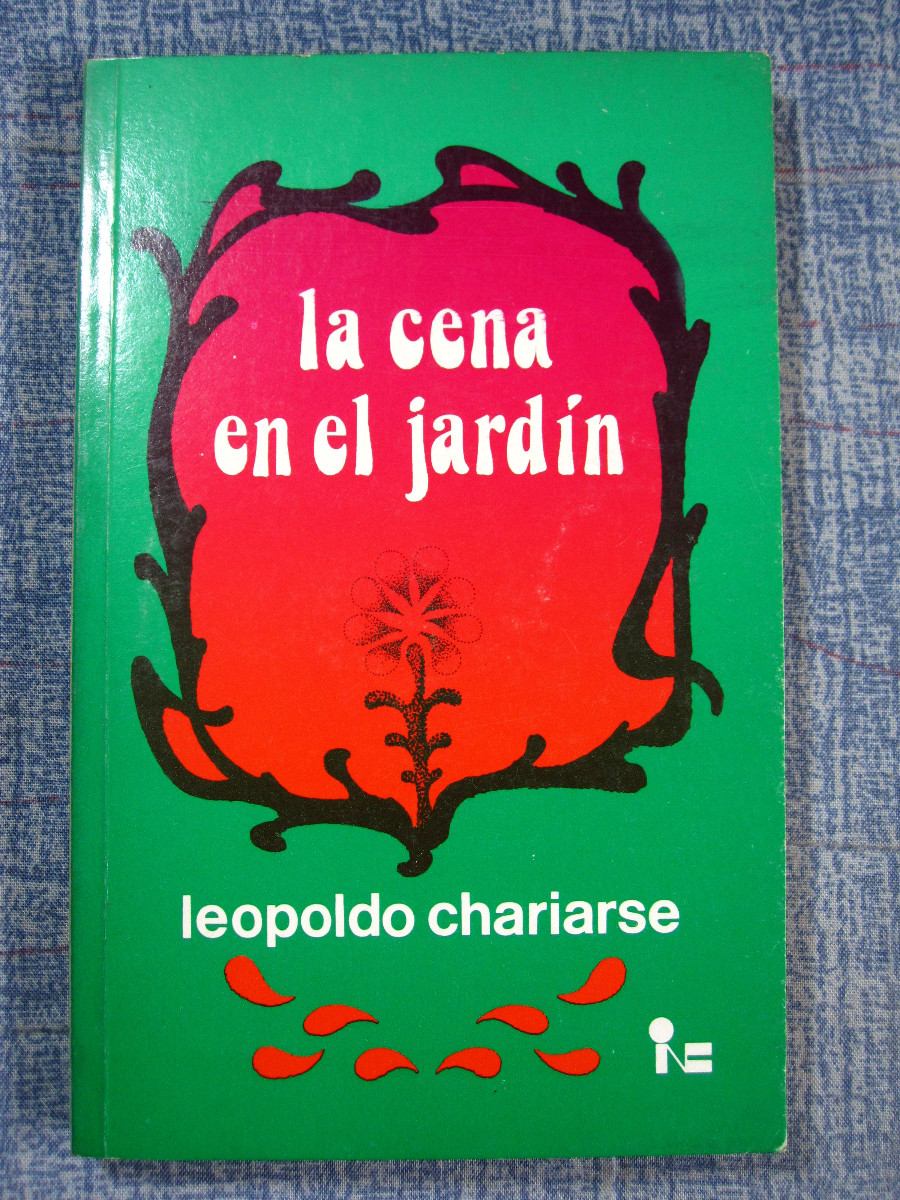 la cena
en el jardín
leopoldo chariarse